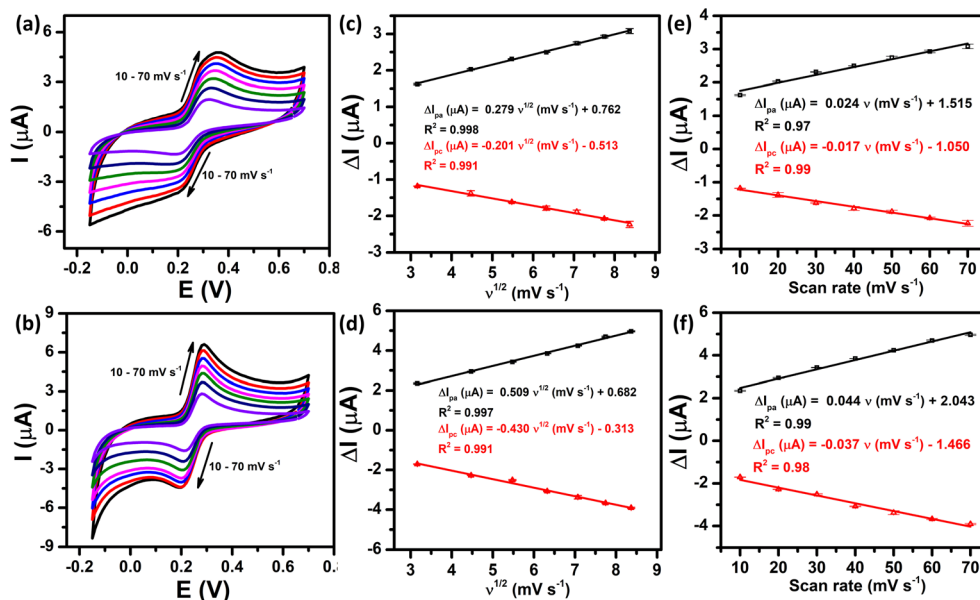 (a)
I (μA)
6
3
0
-3
-6
10 - 70 mV s-1
10 - 70 mV s-1
-0.2 0.0 0.2 0.4 0.6 0.8
E (V)
(c)
ΔI (μA)
4
3
2
1
0
-1
-2
-3
ΔIpa (μA) = 0.279 ν1/2 (mV s-1) + 0.762
R2 = 0.998
ΔIpc (μA) = -0.201 ν1/2 (mV s-1) - 0.513
R2 = 0.991
3 4 5 6 7 8 9
ν1/2 (mV s-1)
(e)
ΔI (μA)
4
3
2
1
0
-1
-2
-3
ΔIpa (μA) = 0.024 ν (mV s-1) + 1.515
R2 = 0.97
ΔIpc (μA) = -0.017 ν (mV s-1) - 1.050
R2 = 0.99
10 20 30 40 50 60 70
Scan rate (mV s-1)
(b)
I (μA)
9
6
3
0
-3
-6
-9
10 - 70 mV s-1
10 - 70 mV s-1
-0.2 0.0 0.2 0.4 0.6 0.8
E (V)
(d)
ΔI (μA)
6
4
2
0
-2
-4
-6
ΔIpa (μA) = 0.509 ν1/2 (mV s-1) + 0.682
R2 = 0.997
ΔIpc (μA) = -0.430 ν1/2 (mV s-1) - 0.313
R2 = 0.991
3 4 5 6 7 8 9
ν1/2 (mV s-1)
(f)
ΔI (μA)
6
4
2
0
-2
-4
ΔIpa (μA) = 0.044 ν (mV s-1) + 2.043
R2 = 0.99
ΔIpc (μA) = -0.037 ν (mV s-1) - 1.466
R2 = 0.98
10 20 30 40 50 60 70
Scan rate (mV s-1)